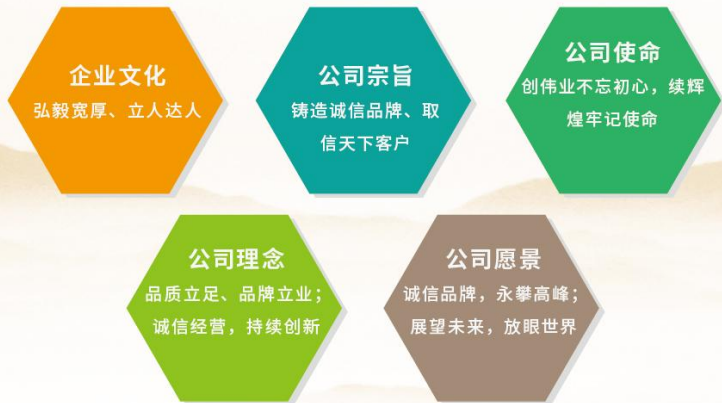 企业文化
弘毅宽厚、立人达人
公司宗旨
铸造诚信品牌、取
信天下客户
公司使命
创伟业不忘初心，续辉
煌牢记使命
公司理念
品质立足、品牌立业；
诚信经营，持续创新
公司愿景
诚信品牌，永攀高峰；
展望未来，放眼世界